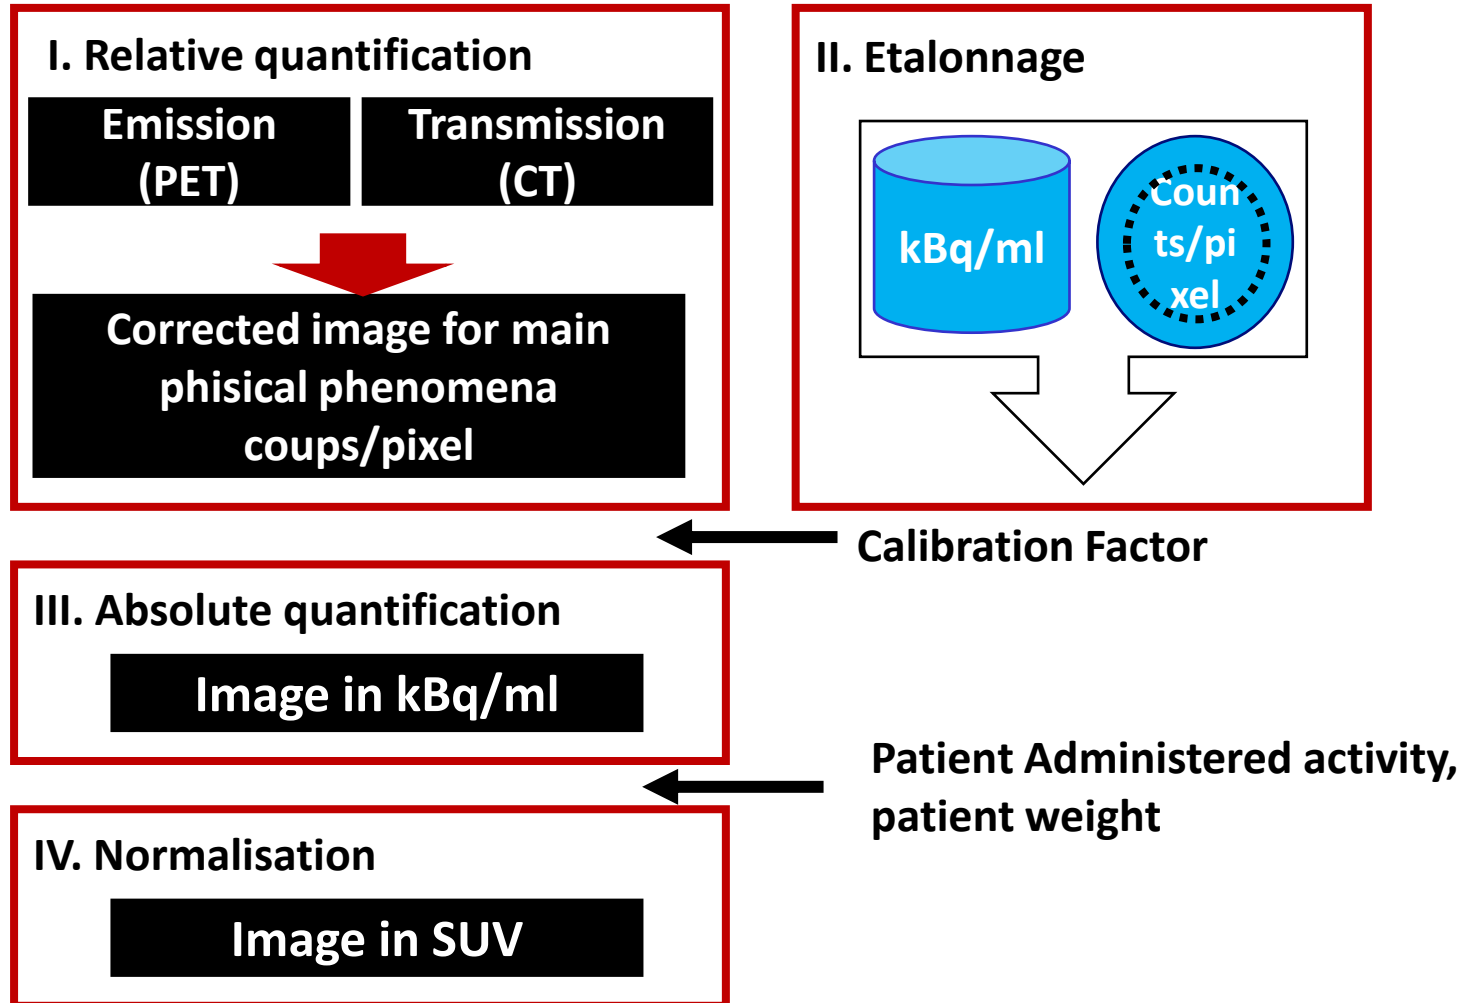 I. Relative quantification
Emission
(PET)
Transmission
(CT)
Corrected image for main
phisical phenomena
coups/pixel
II. Etalonnage
kBq/ml
Coun
ts/pi
xel
Calibration Factor
III. Absolute quantification
Image in kBq/ml
Patient Administered activity,
patient weight
IV. Normalisation
Image in SUV